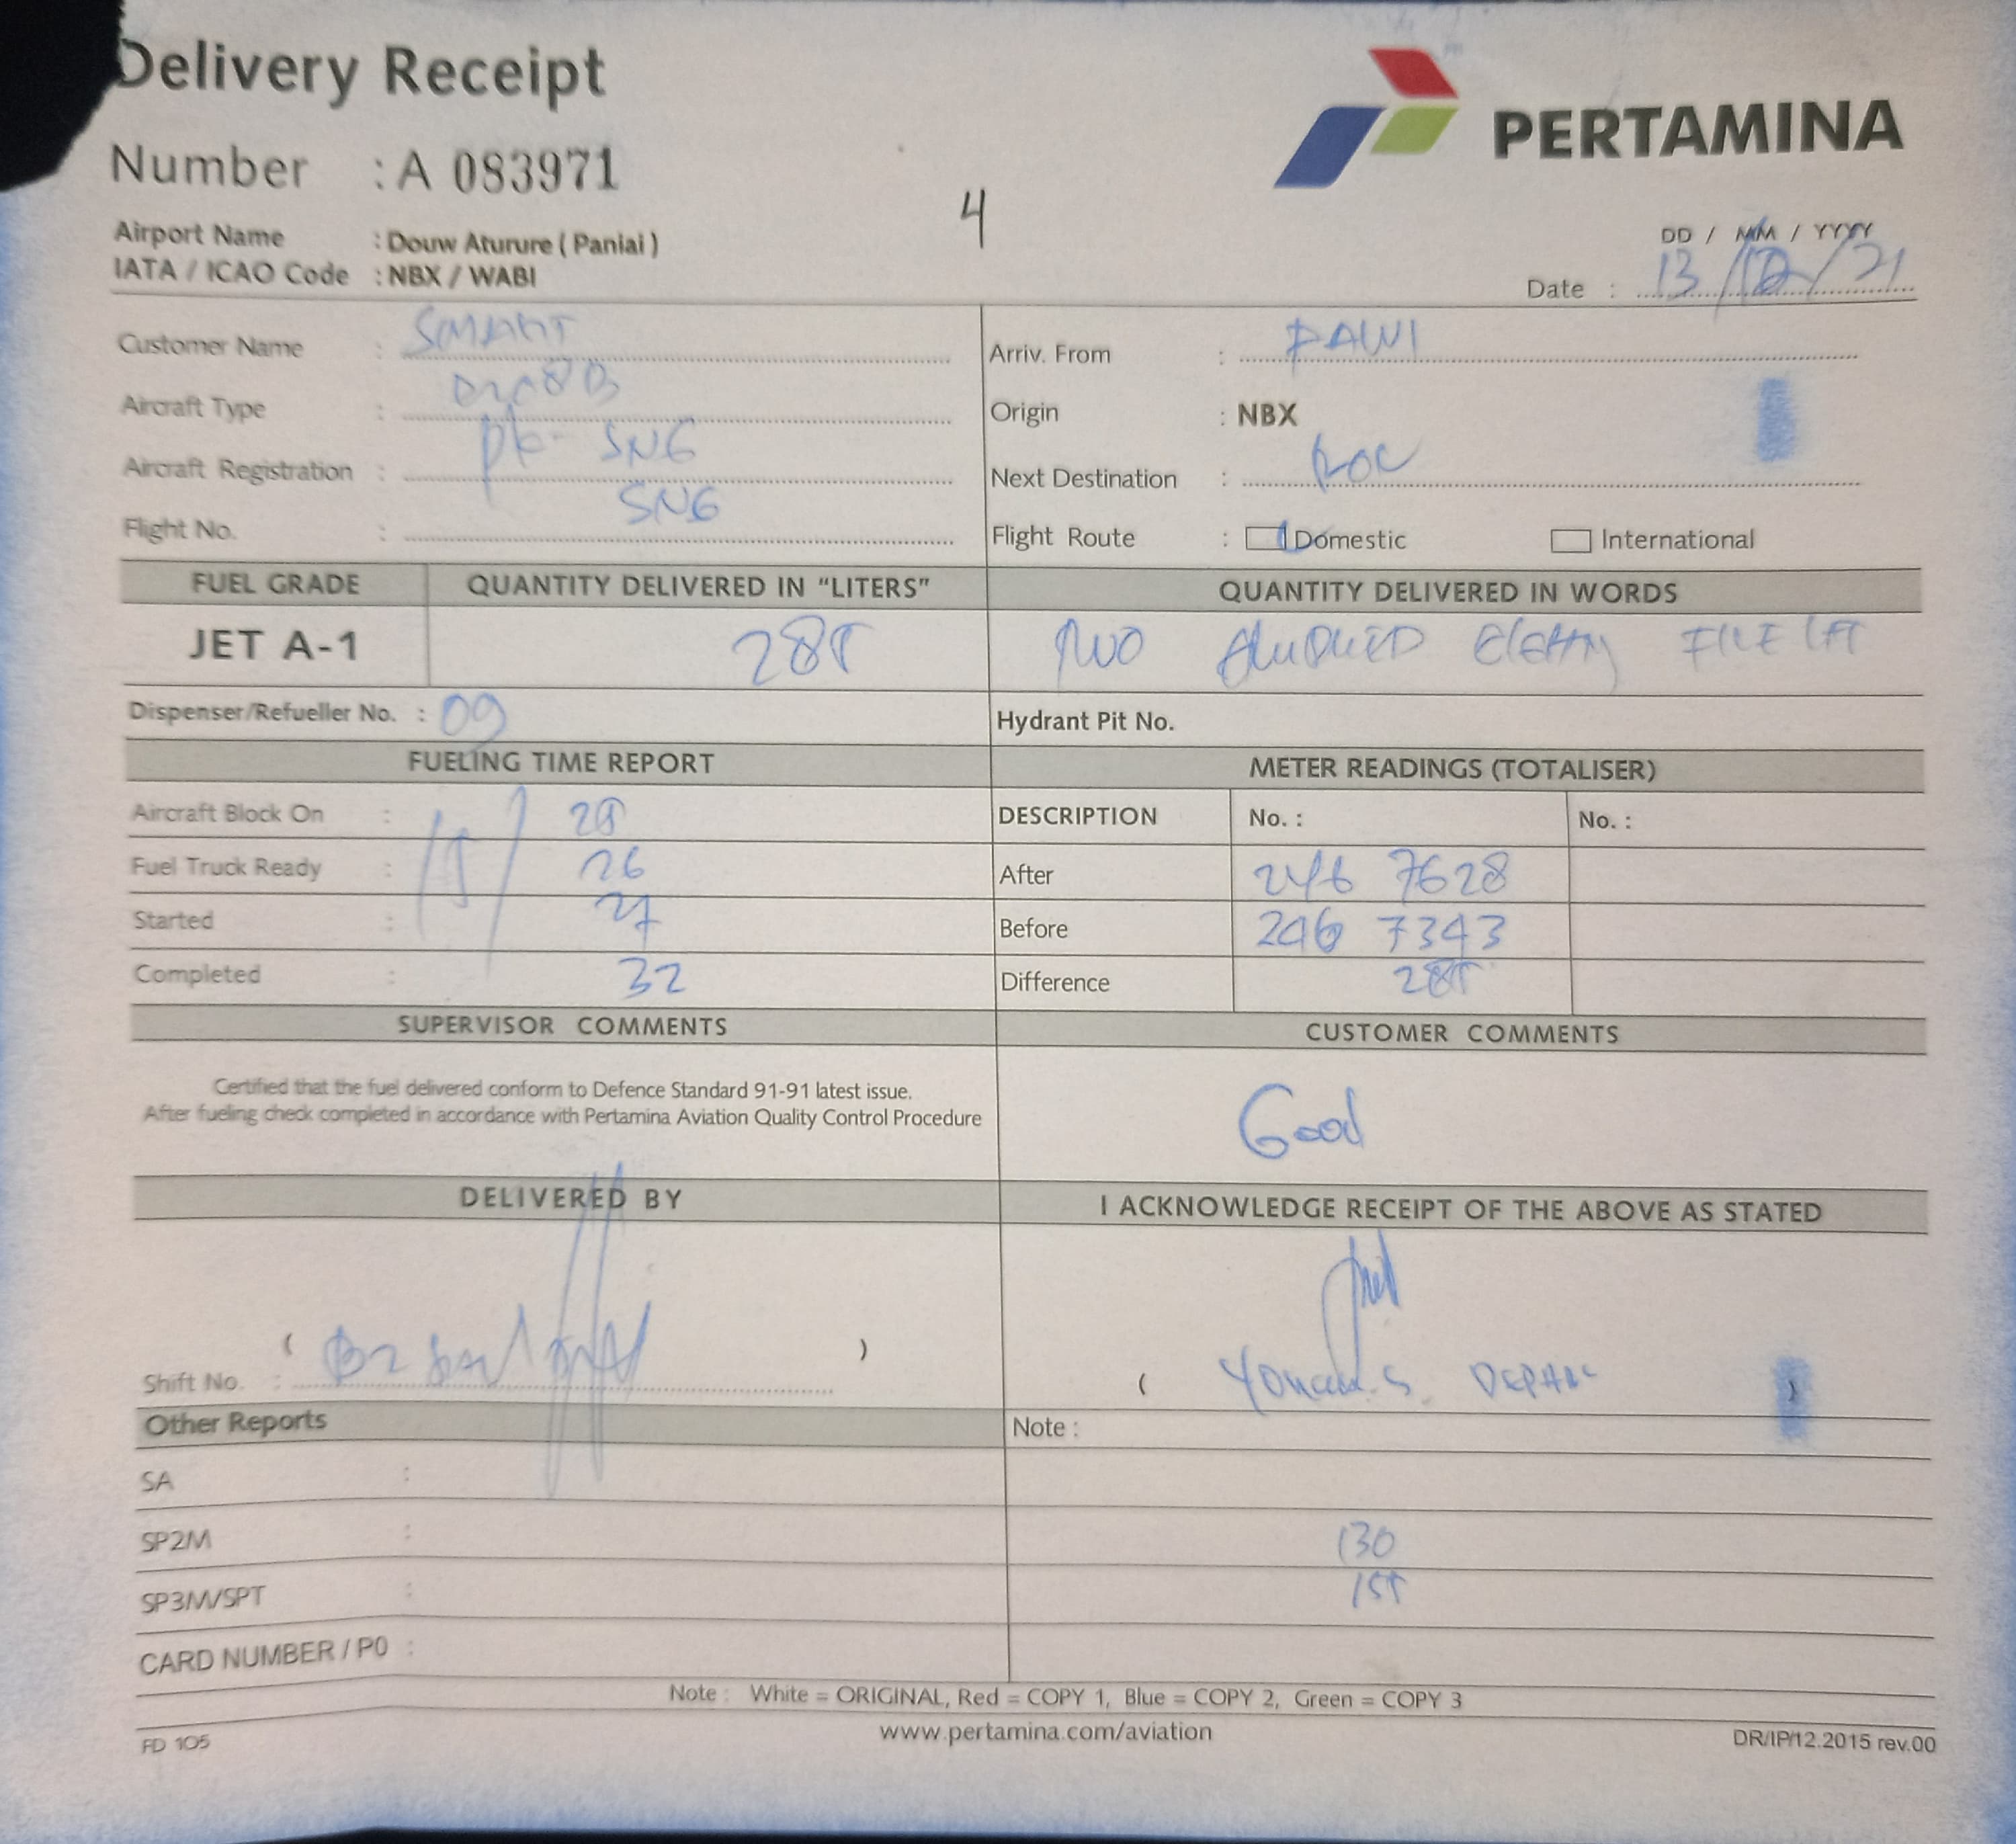 Delivery Receipt
PERTAMINA
Number : A 083971
4
Airport Name : Douw Aturure ( Paniai )
IATA / ICAO Code : NBX / WABI
DD / MM / YYYY
Date : 13/12/21
Customer Name : SMART
Arriv. From :
Aircraft Type : C208B
Origin : NBX
Aircraft Registration : PK- SNG
Next Destination :
Flight No. : SNG
Flight Route : Domestic International
FUEL GRADE QUANTITY DELIVERED IN “LITERS” QUANTITY DELIVERED IN WORDS
JET A-1 285 TWO HUNDRED EIGHTY FIVE LT
Dispenser/Refueller No. : 09
Hydrant Pit No.
FUELING TIME REPORT METER READINGS (TOTALISER)
Aircraft Block On : 25
DESCRIPTION No. : No. :
Fuel Truck Ready : 26
After 246 7628
Started : 27
Before 246 7343
Completed : 32
Difference 285
SUPERVISOR COMMENTS CUSTOMER COMMENTS
Certified that the fuel delivered conform to Defence Standard 91-91 latest issue.
After fueling check completed in accordance with Pertamina Aviation Quality Control Procedure
Good
DELIVERED BY I ACKNOWLEDGE RECEIPT OF THE ABOVE AS STATED
( )
Shift No. :
( )
Other Reports Note :
SA :
SP2M : 130
SP3M/SPT : 155
CARD NUMBER / P0 :
Note : White = ORIGINAL, Red = COPY 1, Blue = COPY 2, Green = COPY 3
www.pertamina.com/aviation
FD 105
DR/IP/12.2015 rev.00